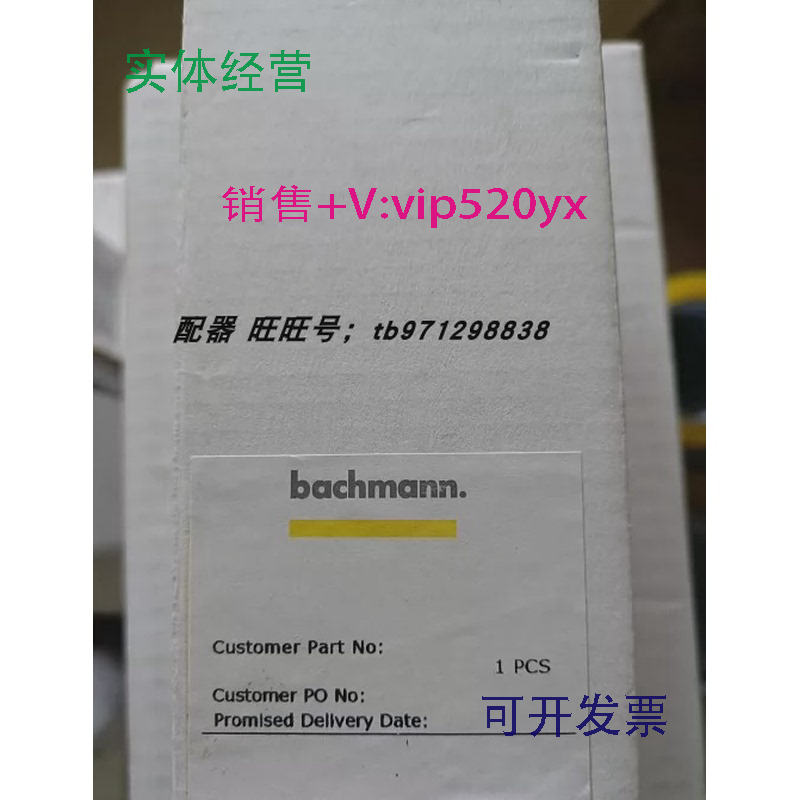 实体经营
销售+V:vip520yx
配器 旺旺号；tb971298838
bachmann.
Customer Part No:
1 PCS
Customer PO No:
Promised Delivery Date:
可开发票